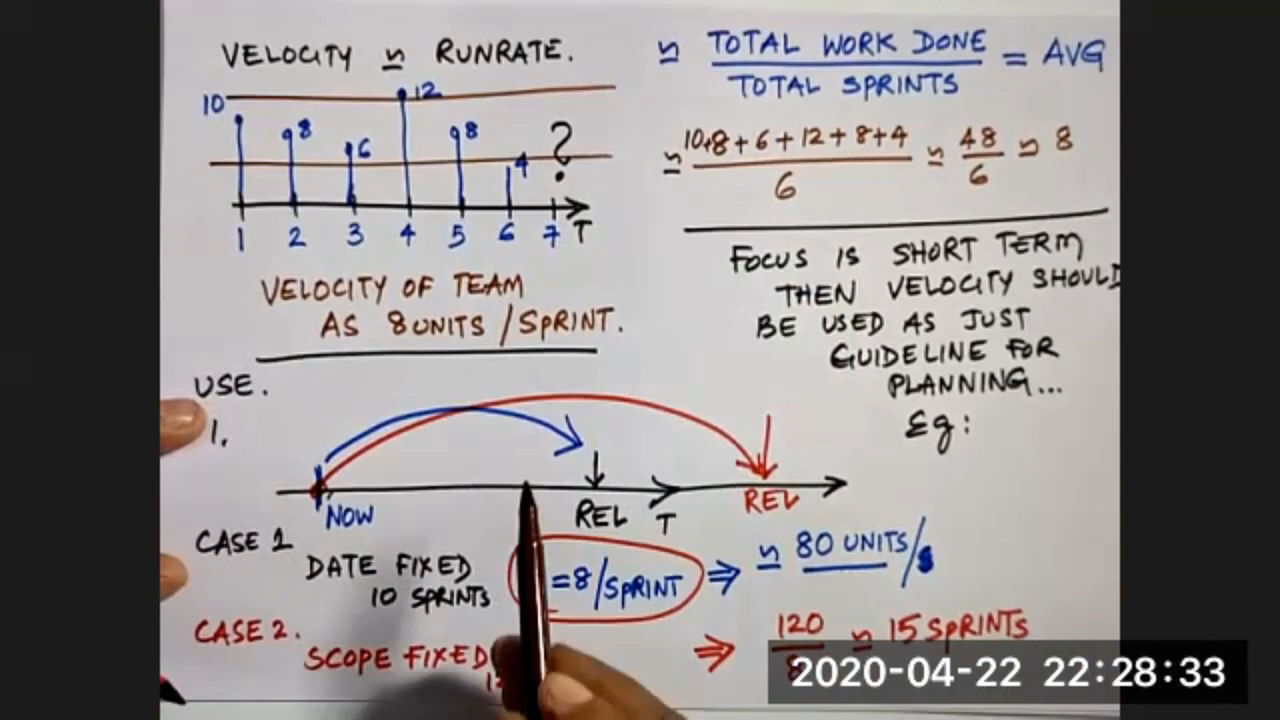 VELOCITY ≃ RUNRATE.
10 8 6 12 8 4 ?
1 2 3 4 5 6 7 T
VELOCITY OF TEAM
AS 8 UNITS / SPRINT.
≃ TOTAL WORK DONE = AVG
TOTAL SPRINTS
≃ 10+8+6+12+8+4 ≃ 48 ≃ 8
6 6
FOCUS IS SHORT TERM
THEN VELOCITY SHOULD
BE USED AS JUST
GUIDELINE FOR
PLANNING...
Eg:
USE.
1.
NOW REL T REL
CASE 1
DATE FIXED
10 SPRINTS
=8/SPRINT ⇒ ≃ 80 UNITS/
CASE 2.
SCOPE FIXED
⇒ 120 ≃ 15 SPRINTS
8
2020-04-22 22:28:33